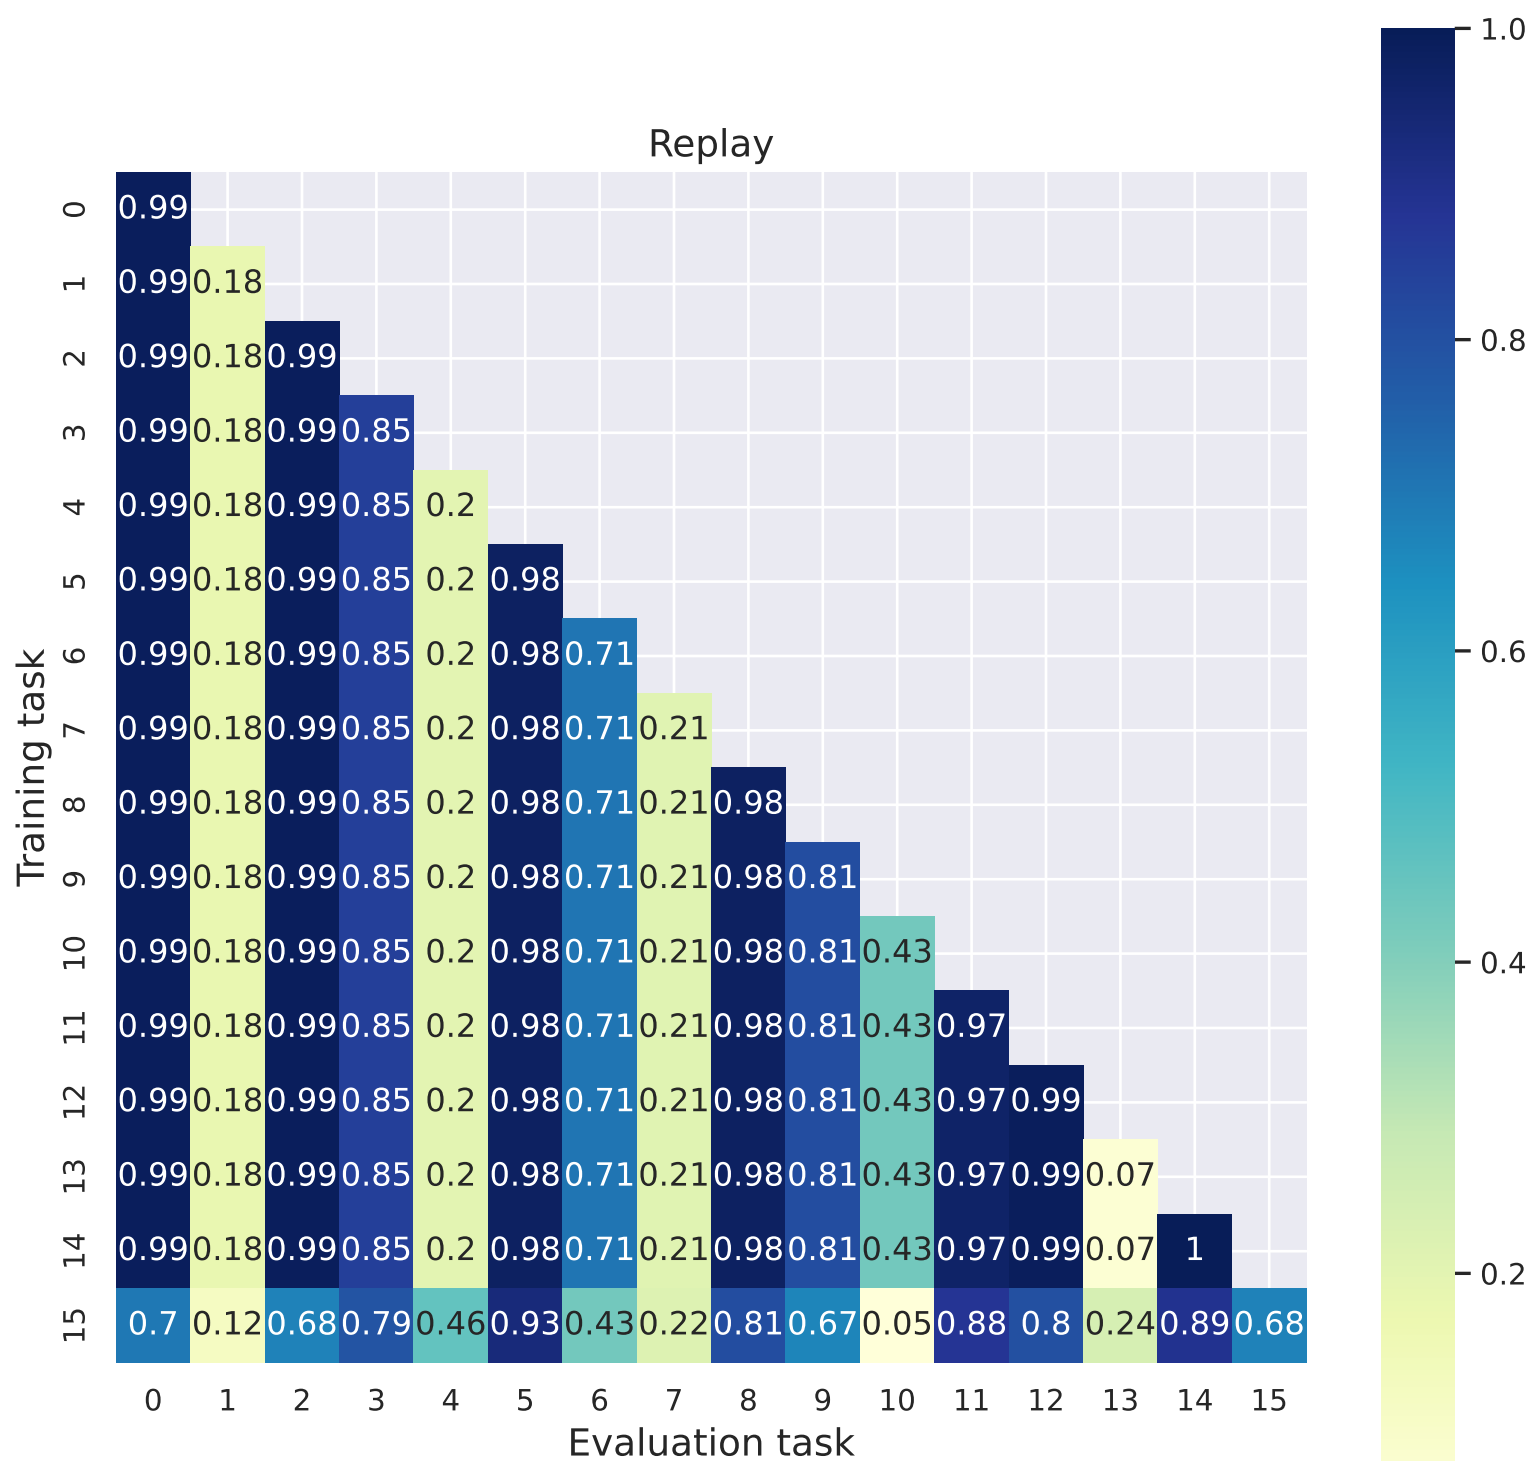 Replay
0 0.99
1 0.99 0.18
2 0.99 0.18 0.99
3 0.99 0.18 0.99 0.85
4 0.99 0.18 0.99 0.85 0.2
5 0.99 0.18 0.99 0.85 0.2 0.98
6 0.99 0.18 0.99 0.85 0.2 0.98 0.71
7 0.99 0.18 0.99 0.85 0.2 0.98 0.71 0.21
8 0.99 0.18 0.99 0.85 0.2 0.98 0.71 0.21 0.98
9 0.99 0.18 0.99 0.85 0.2 0.98 0.71 0.21 0.98 0.81
10 0.99 0.18 0.99 0.85 0.2 0.98 0.71 0.21 0.98 0.81 0.43
11 0.99 0.18 0.99 0.85 0.2 0.98 0.71 0.21 0.98 0.81 0.43 0.97
12 0.99 0.18 0.99 0.85 0.2 0.98 0.71 0.21 0.98 0.81 0.43 0.97 0.99
13 0.99 0.18 0.99 0.85 0.2 0.98 0.71 0.21 0.98 0.81 0.43 0.97 0.99 0.07
14 0.99 0.18 0.99 0.85 0.2 0.98 0.71 0.21 0.98 0.81 0.43 0.97 0.99 0.07 1
15 0.7 0.12 0.68 0.79 0.46 0.93 0.43 0.22 0.81 0.67 0.05 0.88 0.8 0.24 0.89 0.68
0 1 2 3 4 5 6 7 8 9 10 11 12 13 14 15
Evaluation task
Training task
1.0
0.8
0.6
0.4
0.2